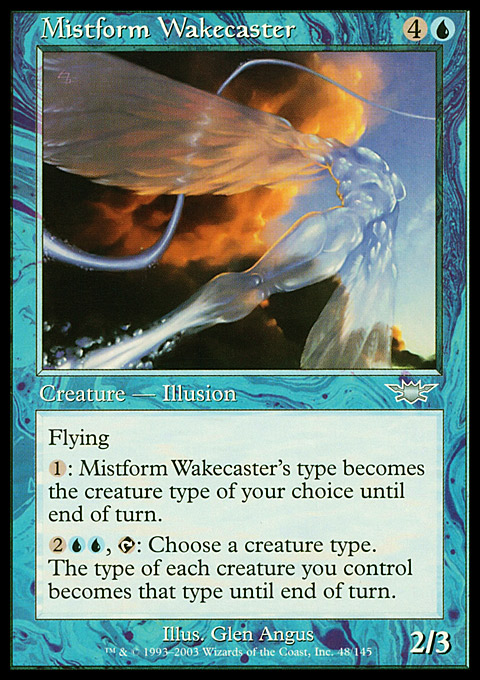 Mistform Wakecaster 4
Creature — Illusion
Flying
1: Mistform Wakecaster's type becomes
the creature type of your choice until
end of turn.
2, : Choose a creature type.
The type of each creature you control
becomes that type until end of turn.
Illus. Glen Angus
™ & © 1993-2003 Wizards of the Coast, Inc. 48/145
2/3